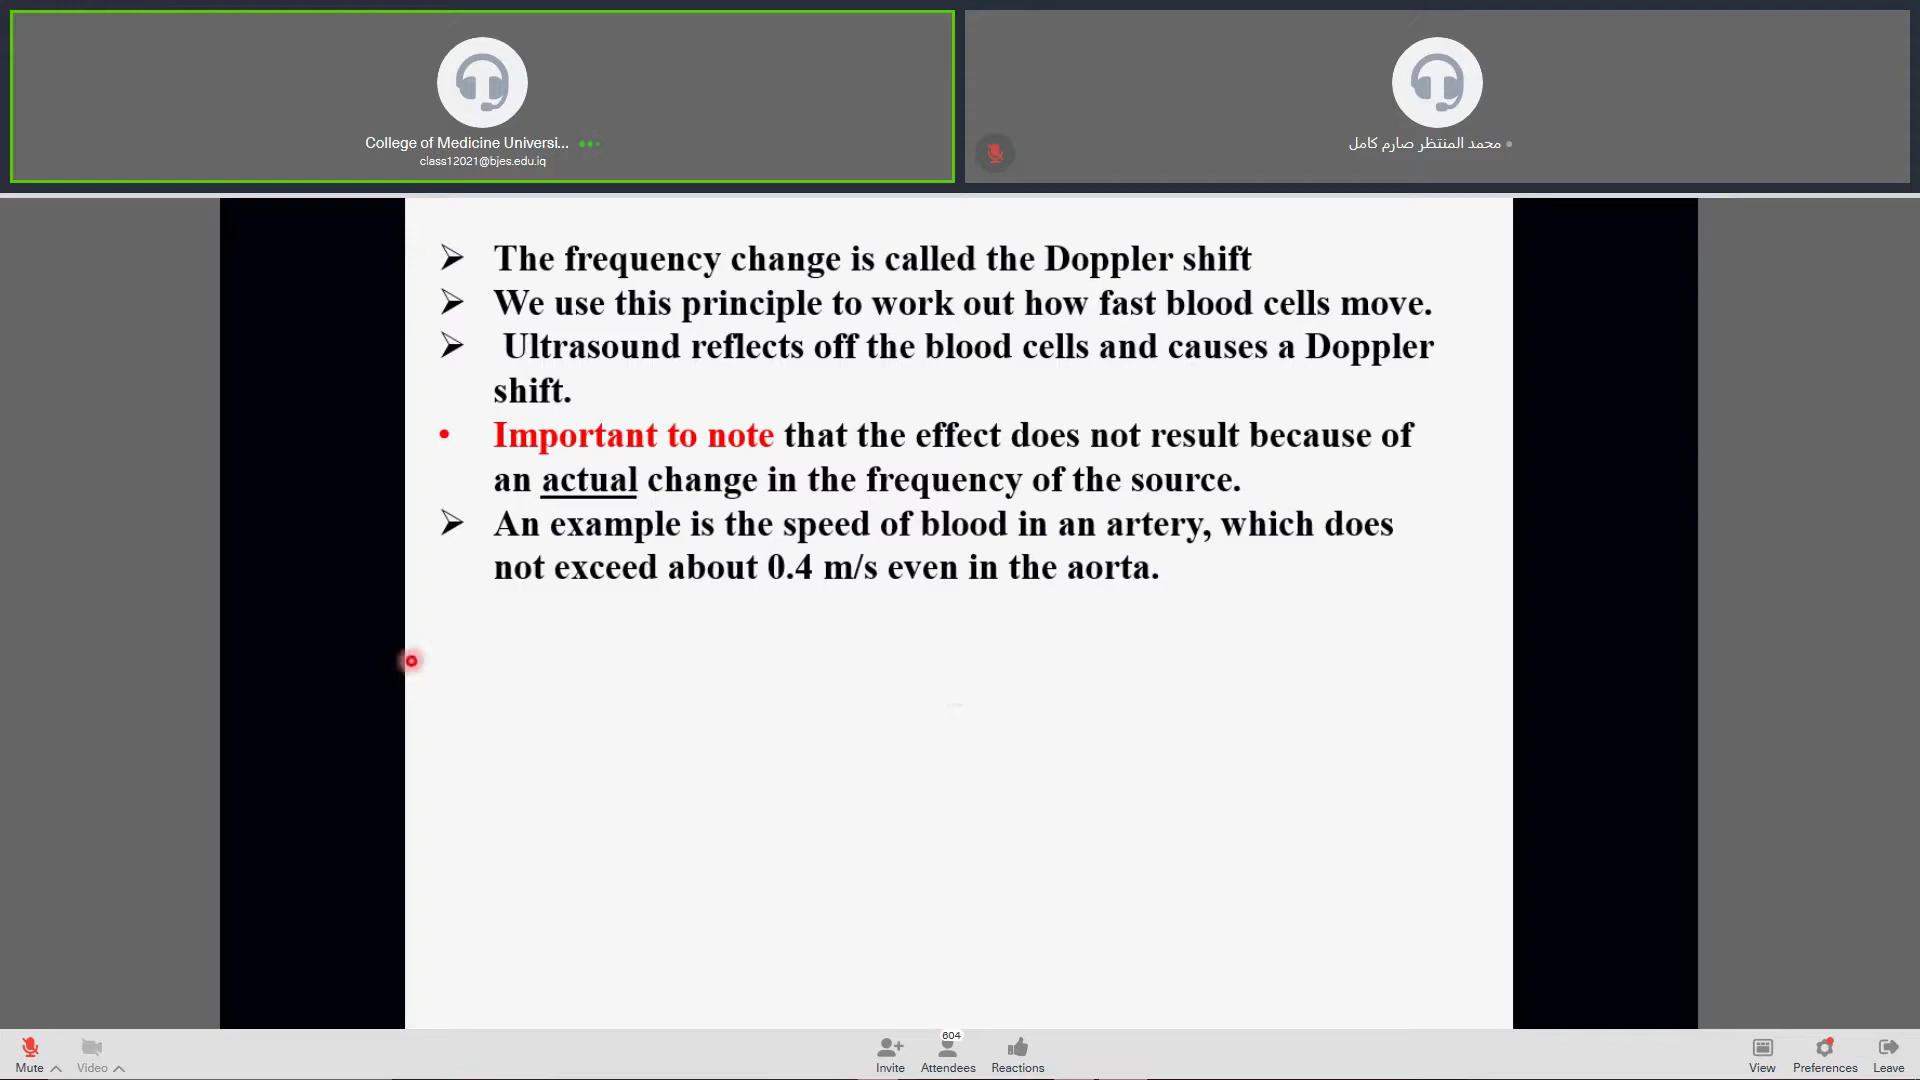 College of Medicine Universi...
class12021@bjes.edu.iq
محمد المنتظر صارم كامل
➢ The frequency change is called the Doppler shift
➢ We use this principle to work out how fast blood cells move.
➢ Ultrasound reflects off the blood cells and causes a Doppler
shift.
• Important to note that the effect does not result because of
an actual change in the frequency of the source.
➢ An example is the speed of blood in an artery, which does
not exceed about 0.4 m/s even in the aorta.
604
Mute Video Invite Attendees Reactions View Preferences Leave